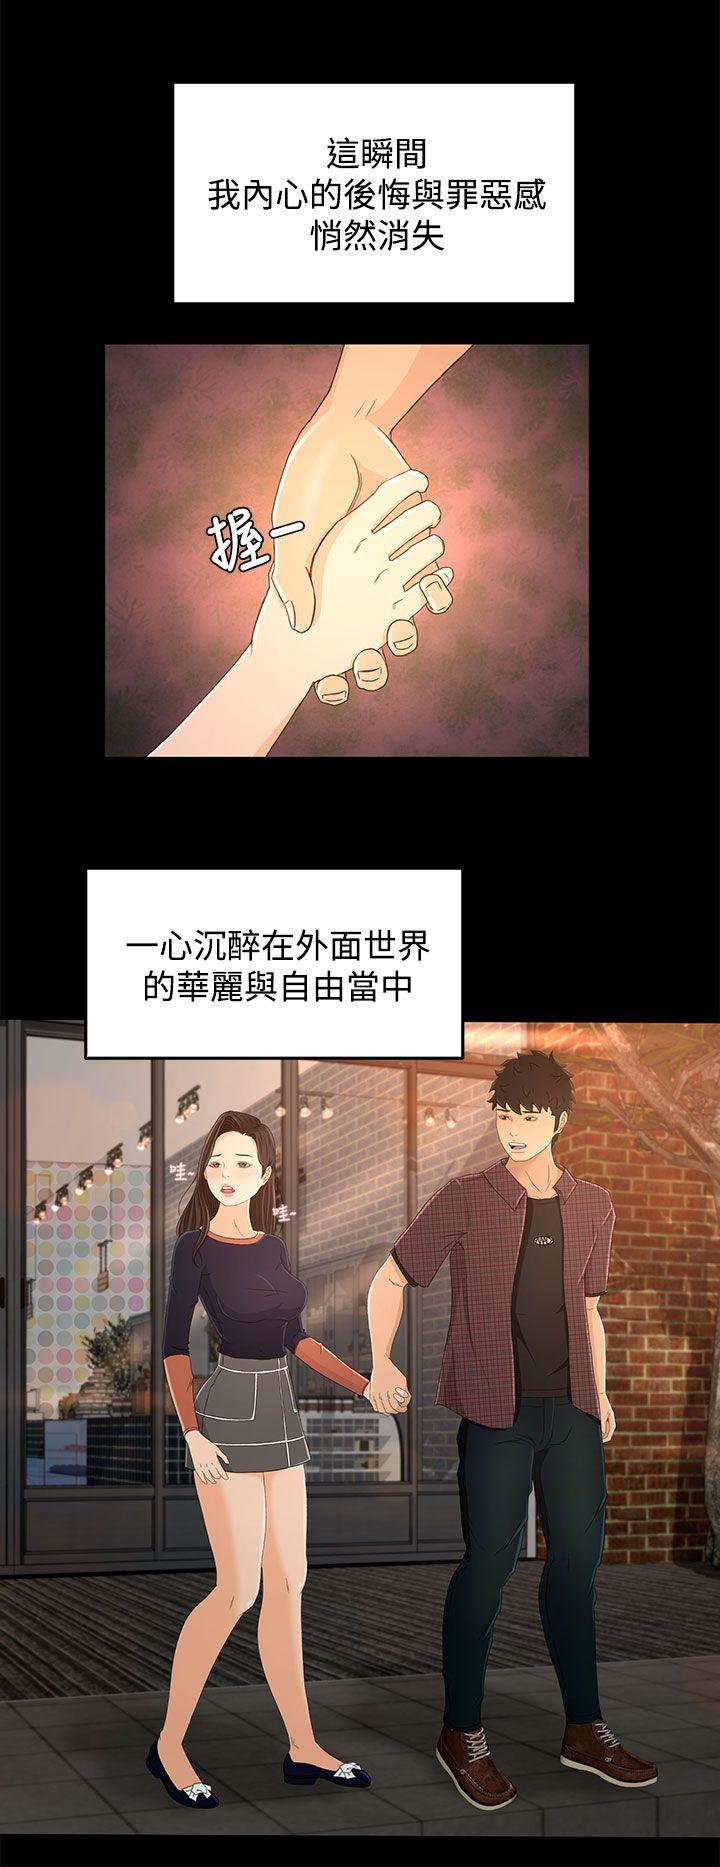 這瞬間
我內心的後悔與罪惡感
悄然消失
握-
一心沉醉在外面世界
的華麗與自由當中
哇~
哇~